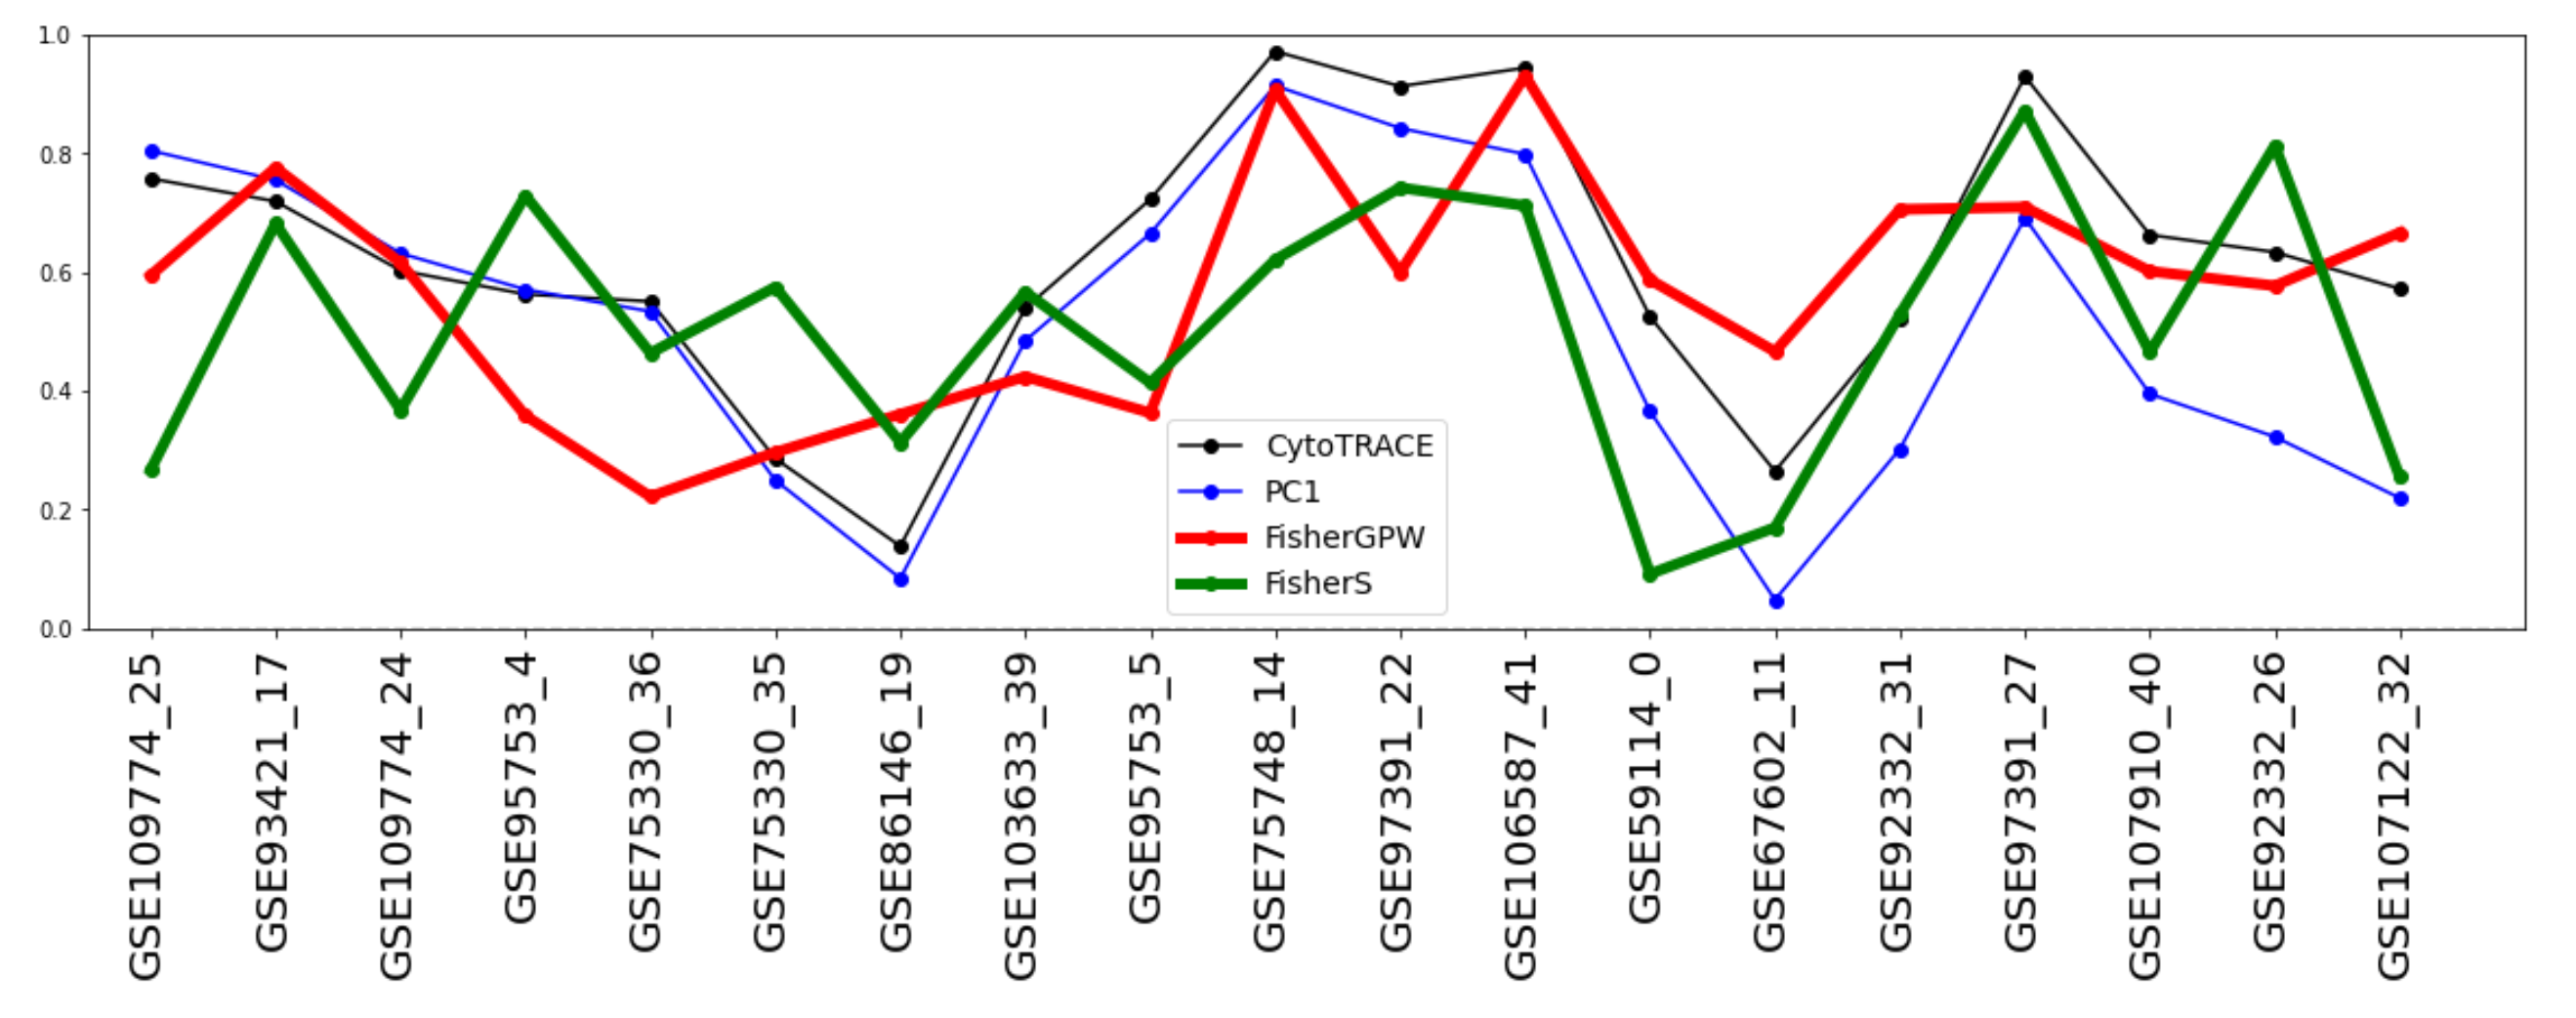 1.0
0.8
0.6
0.4
0.2
0.0
CytoTRACE
PC1
FisherGPW
FisherS
GSE109774_25
GSE93421_17
GSE109774_24
GSE95753_4
GSE75330_36
GSE75330_35
GSE86146_19
GSE103633_39
GSE95753_5
GSE75748_14
GSE97391_22
GSE106587_41
GSE59114_0
GSE67602_11
GSE92332_31
GSE97391_27
GSE107910_40
GSE92332_26
GSE107122_32